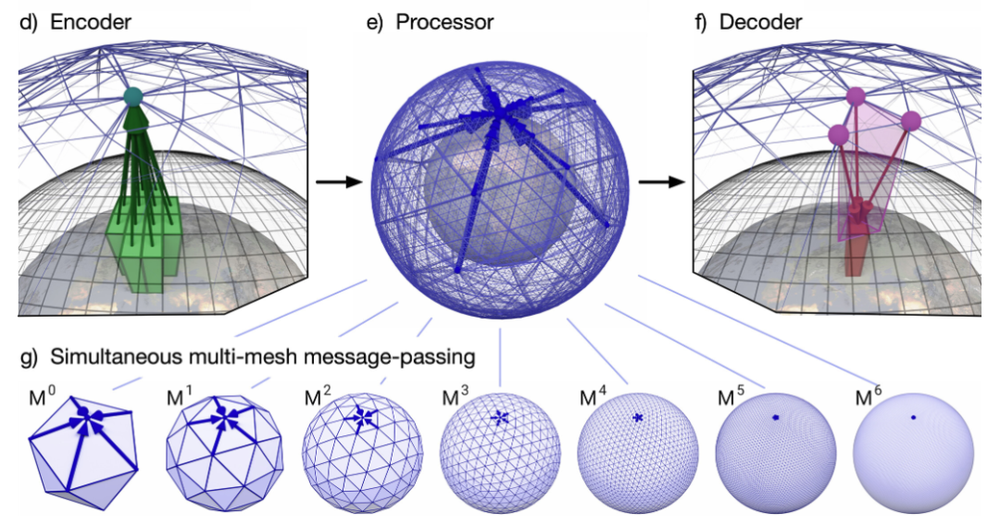 d) Encoder
e) Processor
f) Decoder
g) Simultaneous multi-mesh message-passing
M⁰ M¹ M² M³ M⁴ M⁵ M⁶